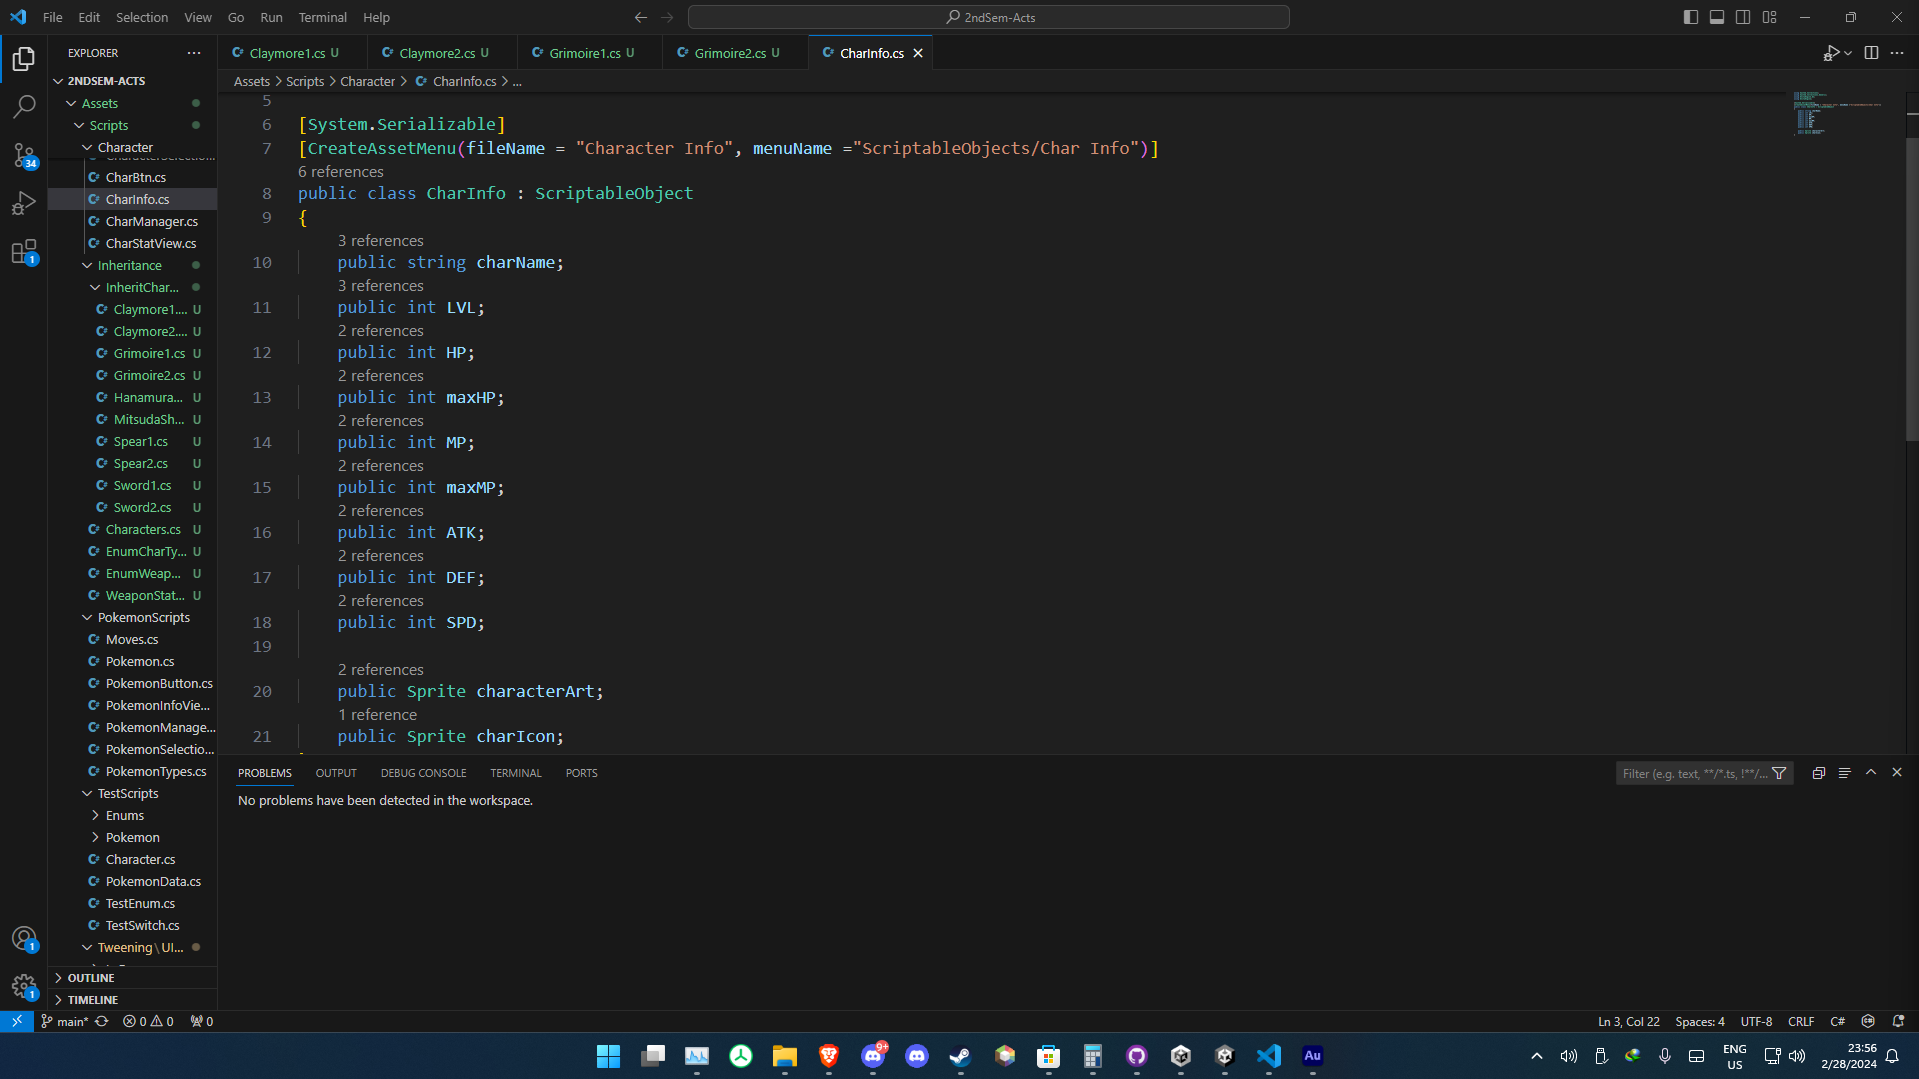 File Edit Selection View Go Run Terminal Help
2ndSem-Acts
EXPLORER
2NDSEM-ACTS
Assets
Scripts
Character
CharBtn.cs
CharInfo.cs
CharManager.cs
CharStatView.cs
Inheritance
InheritChar...
Claymore1.... U
Claymore2.... U
Grimoire1.cs U
Grimoire2.cs U
Hanamura... U
MitsudaSh... U
Spear1.cs U
Spear2.cs U
Sword1.cs U
Sword2.cs U
Characters.cs U
EnumCharTy... U
EnumWeap... U
WeaponStat... U
PokemonScripts
Moves.cs
Pokemon.cs
PokemonButton.cs
PokemonInfoVie...
PokemonManage...
PokemonSelectio...
PokemonTypes.cs
TestScripts
Enums
Pokemon
Character.cs
PokemonData.cs
TestEnum.cs
TestSwitch.cs
Tweening\UI...
OUTLINE
TIMELINE
34
1
1
1
Claymore1.cs U Claymore2.cs U Grimoire1.cs U Grimoire2.cs U CharInfo.cs
Assets > Scripts > Character > CharInfo.cs > ...
5
6 [System.Serializable]
7 [CreateAssetMenu(fileName = "Character Info", menuName ="ScriptableObjects/Char Info")]
6 references
8 public class CharInfo : ScriptableObject
9 {
3 references
10 public string charName;
3 references
11 public int LVL;
2 references
12 public int HP;
2 references
13 public int maxHP;
2 references
14 public int MP;
2 references
15 public int maxMP;
2 references
16 public int ATK;
2 references
17 public int DEF;
2 references
18 public int SPD;
19
2 references
20 public Sprite characterArt;
1 reference
21 public Sprite charIcon;
PROBLEMS OUTPUT DEBUG CONSOLE TERMINAL PORTS
Filter (e.g. text, **/*.ts, !**/...
No problems have been detected in the workspace.
main* 0 0 0
Ln 3, Col 22 Spaces: 4 UTF-8 CRLF C#
9+
Au
ENG
US
23:56
2/28/2024